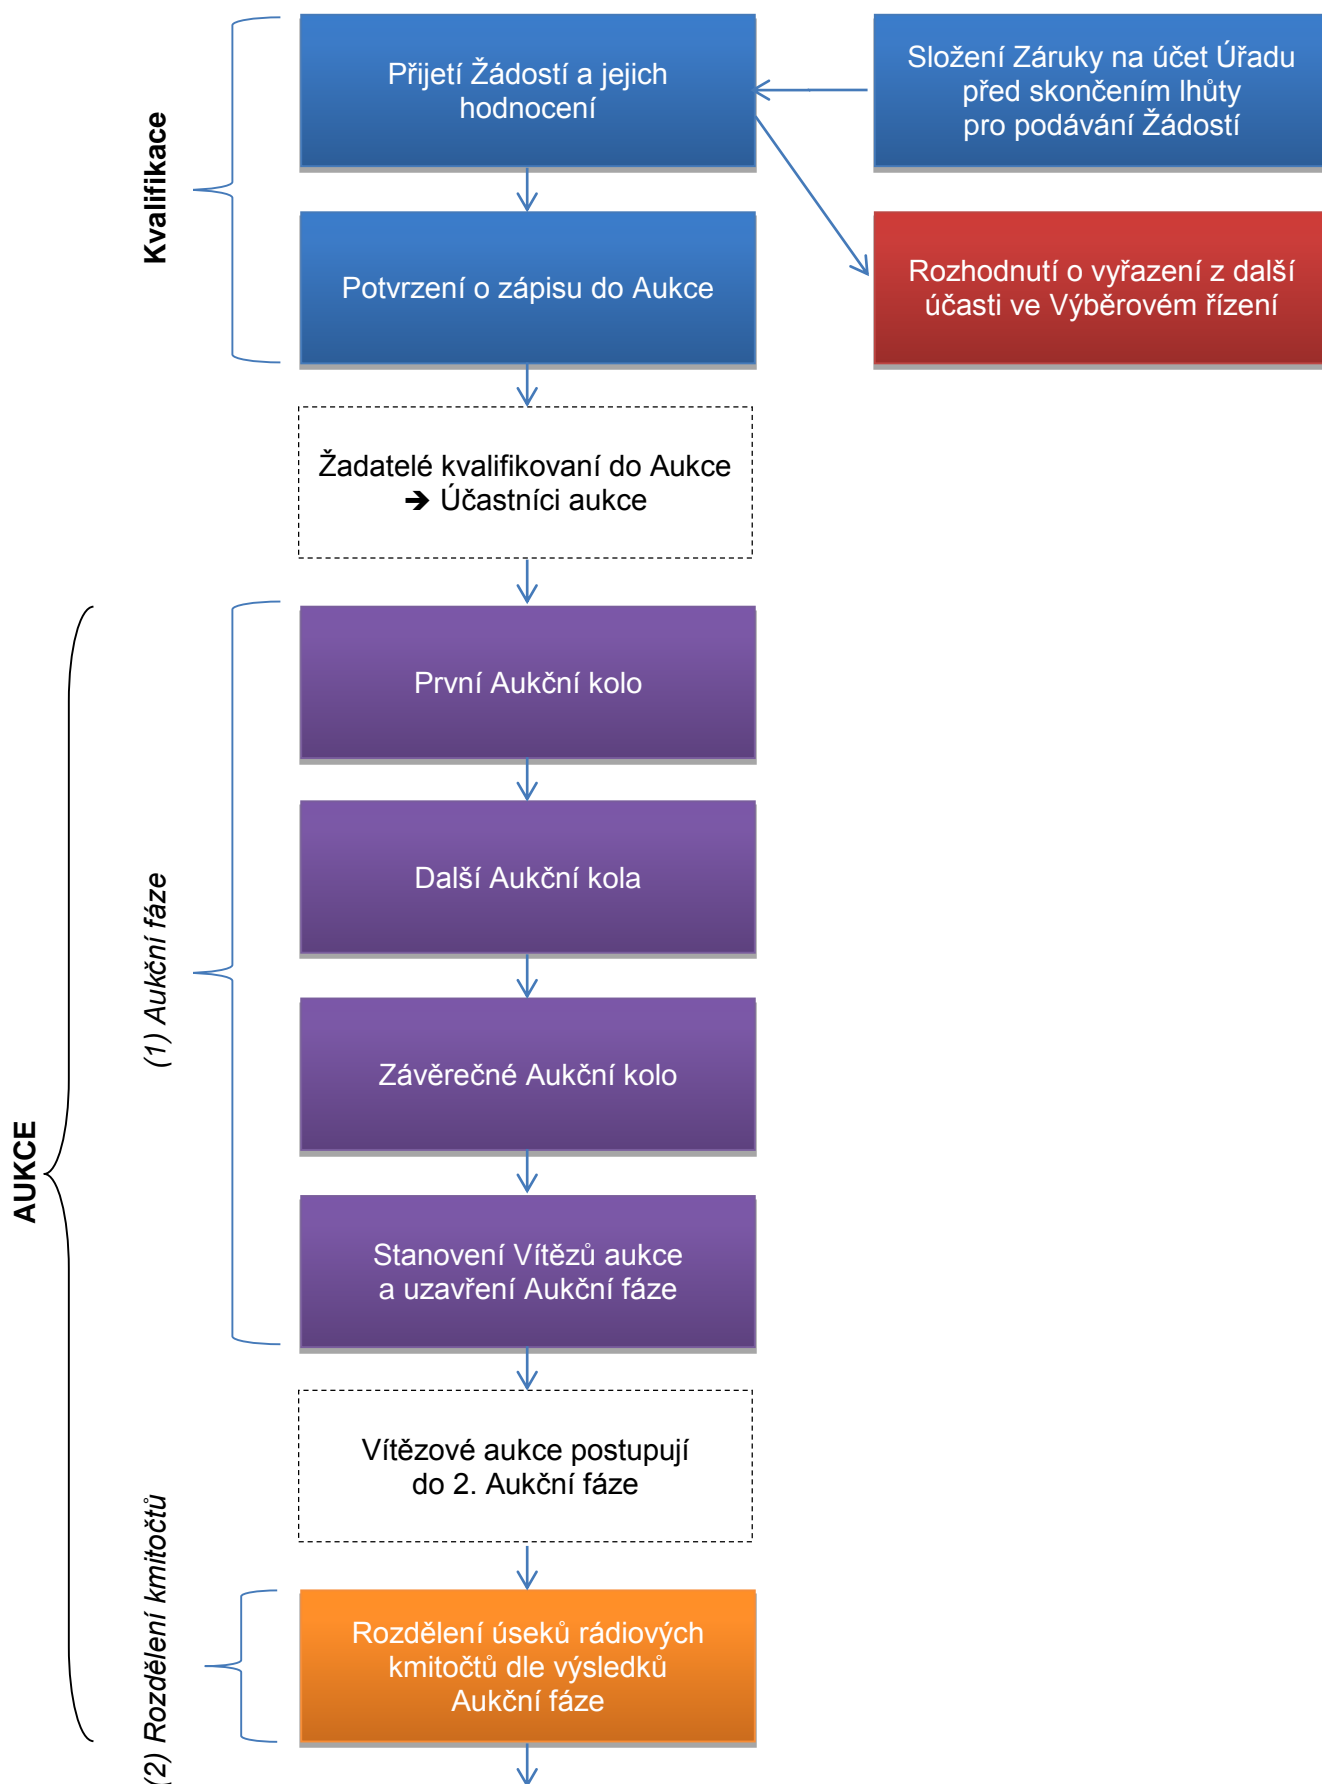 Kvalifikace
Přijetí Žádostí a jejich
hodnocení
Složení Záruky na účet Úřadu
před skončením lhůty
pro podávání Žádostí
Potvrzení o zápisu do Aukce
Rozhodnutí o vyřazení z další
účasti ve Výběrovém řízení
Žadatelé kvalifikovaní do Aukce
➔ Účastníci aukce
AUKCE
(1) Aukční fáze
První Aukční kolo
Další Aukční kola
Závěrečné Aukční kolo
Stanovení Vítězů aukce
a uzavření Aukční fáze
Vítězové aukce postupují
do 2. Aukční fáze
(2) Rozdělení kmitočtů
Rozdělení úseků rádiových
kmitočtů dle výsledků
Aukční fáze